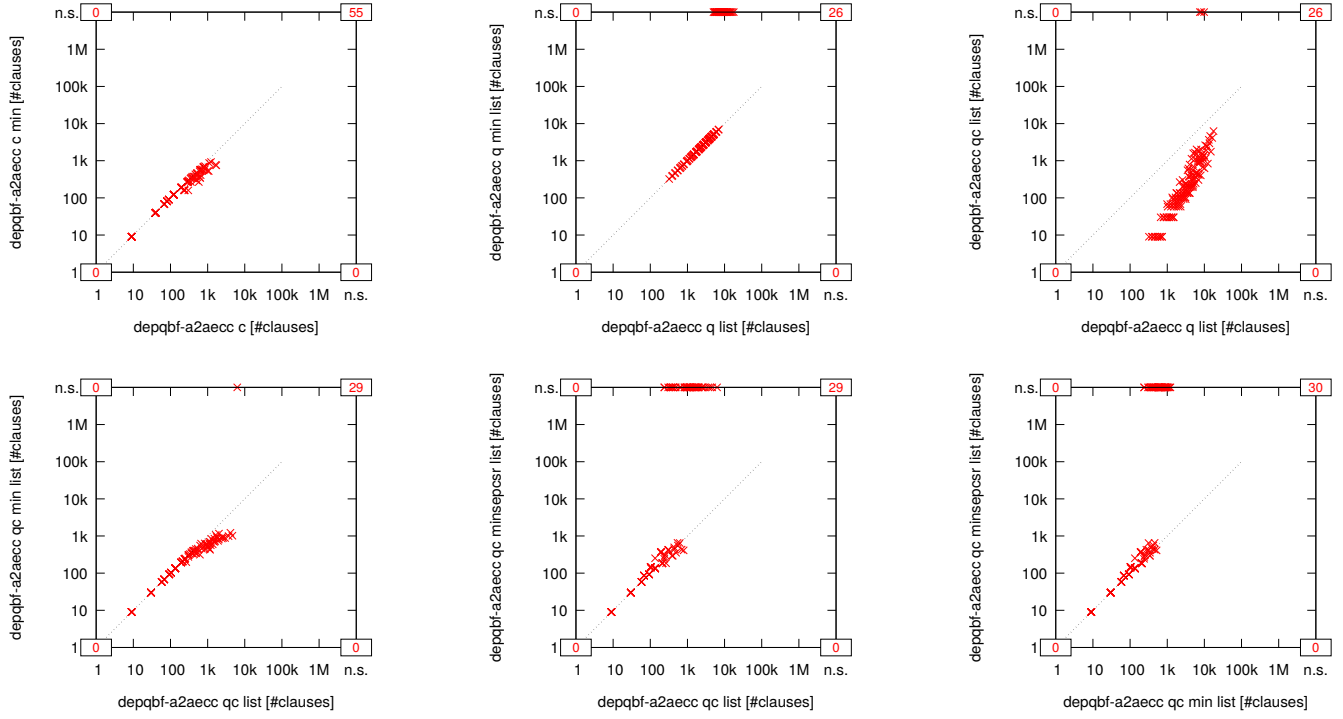 depqbf-a2aecc c min [#clauses]
n.s.
1M
100k
10k
1k
100
10
1
0
55
0
0
1 10 100 1k 10k 100k 1M n.s.
depqbf-a2aecc c [#clauses]
depqbf-a2aecc q min list [#clauses]
n.s.
1M
100k
10k
1k
100
10
1
0
26
0
0
1 10 100 1k 10k 100k 1M n.s.
depqbf-a2aecc q list [#clauses]
depqbf-a2aecc qc list [#clauses]
n.s.
1M
100k
10k
1k
100
10
1
0
26
0
0
1 10 100 1k 10k 100k 1M n.s.
depqbf-a2aecc q list [#clauses]
depqbf-a2aecc qc min list [#clauses]
n.s.
1M
100k
10k
1k
100
10
1
0
29
0
0
1 10 100 1k 10k 100k 1M n.s.
depqbf-a2aecc qc list [#clauses]
depqbf-a2aecc qc minsepcsr list [#clauses]
n.s.
1M
100k
10k
1k
100
10
1
0
29
0
0
1 10 100 1k 10k 100k 1M n.s.
depqbf-a2aecc qc list [#clauses]
depqbf-a2aecc qc minsepcsr list [#clauses]
n.s.
1M
100k
10k
1k
100
10
1
0
30
0
0
1 10 100 1k 10k 100k 1M n.s.
depqbf-a2aecc qc min list [#clauses]